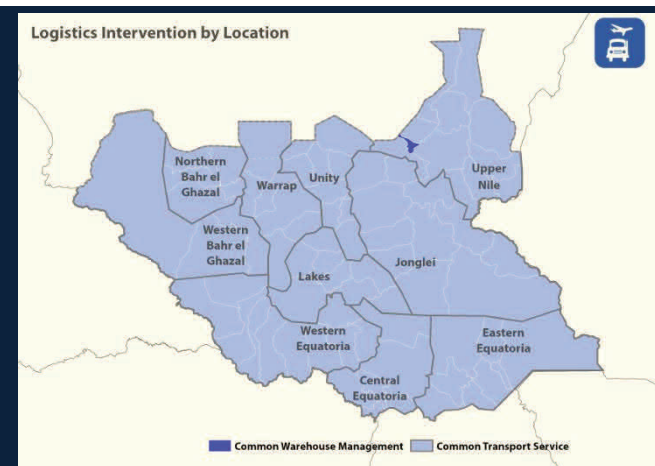 Logistics Intervention by Location
Northern
Bahr el
Ghazal
Warrap
Unity
Upper
Nile
Western
Bahr el
Ghazal
Lakes
Jonglei
Western
Equatoria
Eastern
Equatoria
Central
Equatoria
Common Warehouse Management
Common Transport Service